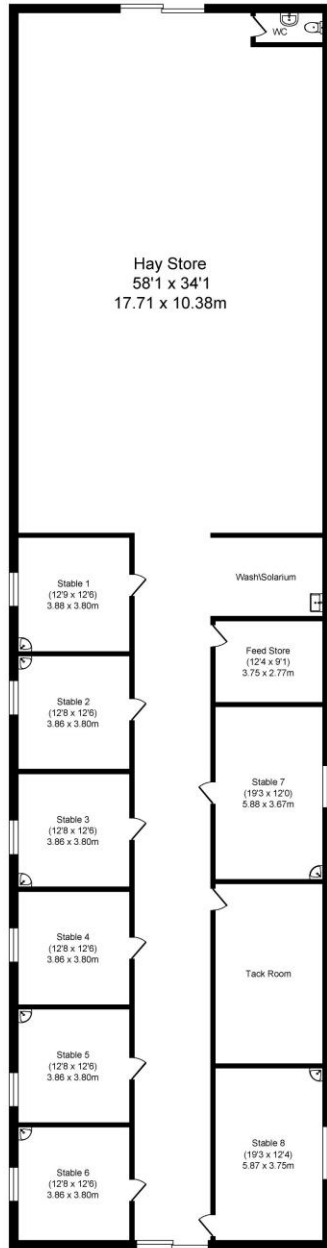 WC
Hay Store
58'1 x 34'1
17.71 x 10.38m
Stable 1
(12'9 x 12'6)
3.88 x 3.80m
Wash\Solarium
Feed Store
(12'4 x 9'1)
3.75 x 2.77m
Stable 2
(12'8 x 12'6)
3.86 x 3.80m
Stable 7
(19'3 x 12'0)
5.88 x 3.67m
Stable 3
(12'8 x 12'6)
3.86 x 3.80m
Stable 4
(12'8 x 12'6)
3.86 x 3.80m
Tack Room
Stable 5
(12'8 x 12'6)
3.86 x 3.80m
Stable 8
(19'3 x 12'4)
5.87 x 3.75m
Stable 6
(12'8 x 12'6)
3.86 x 3.80m